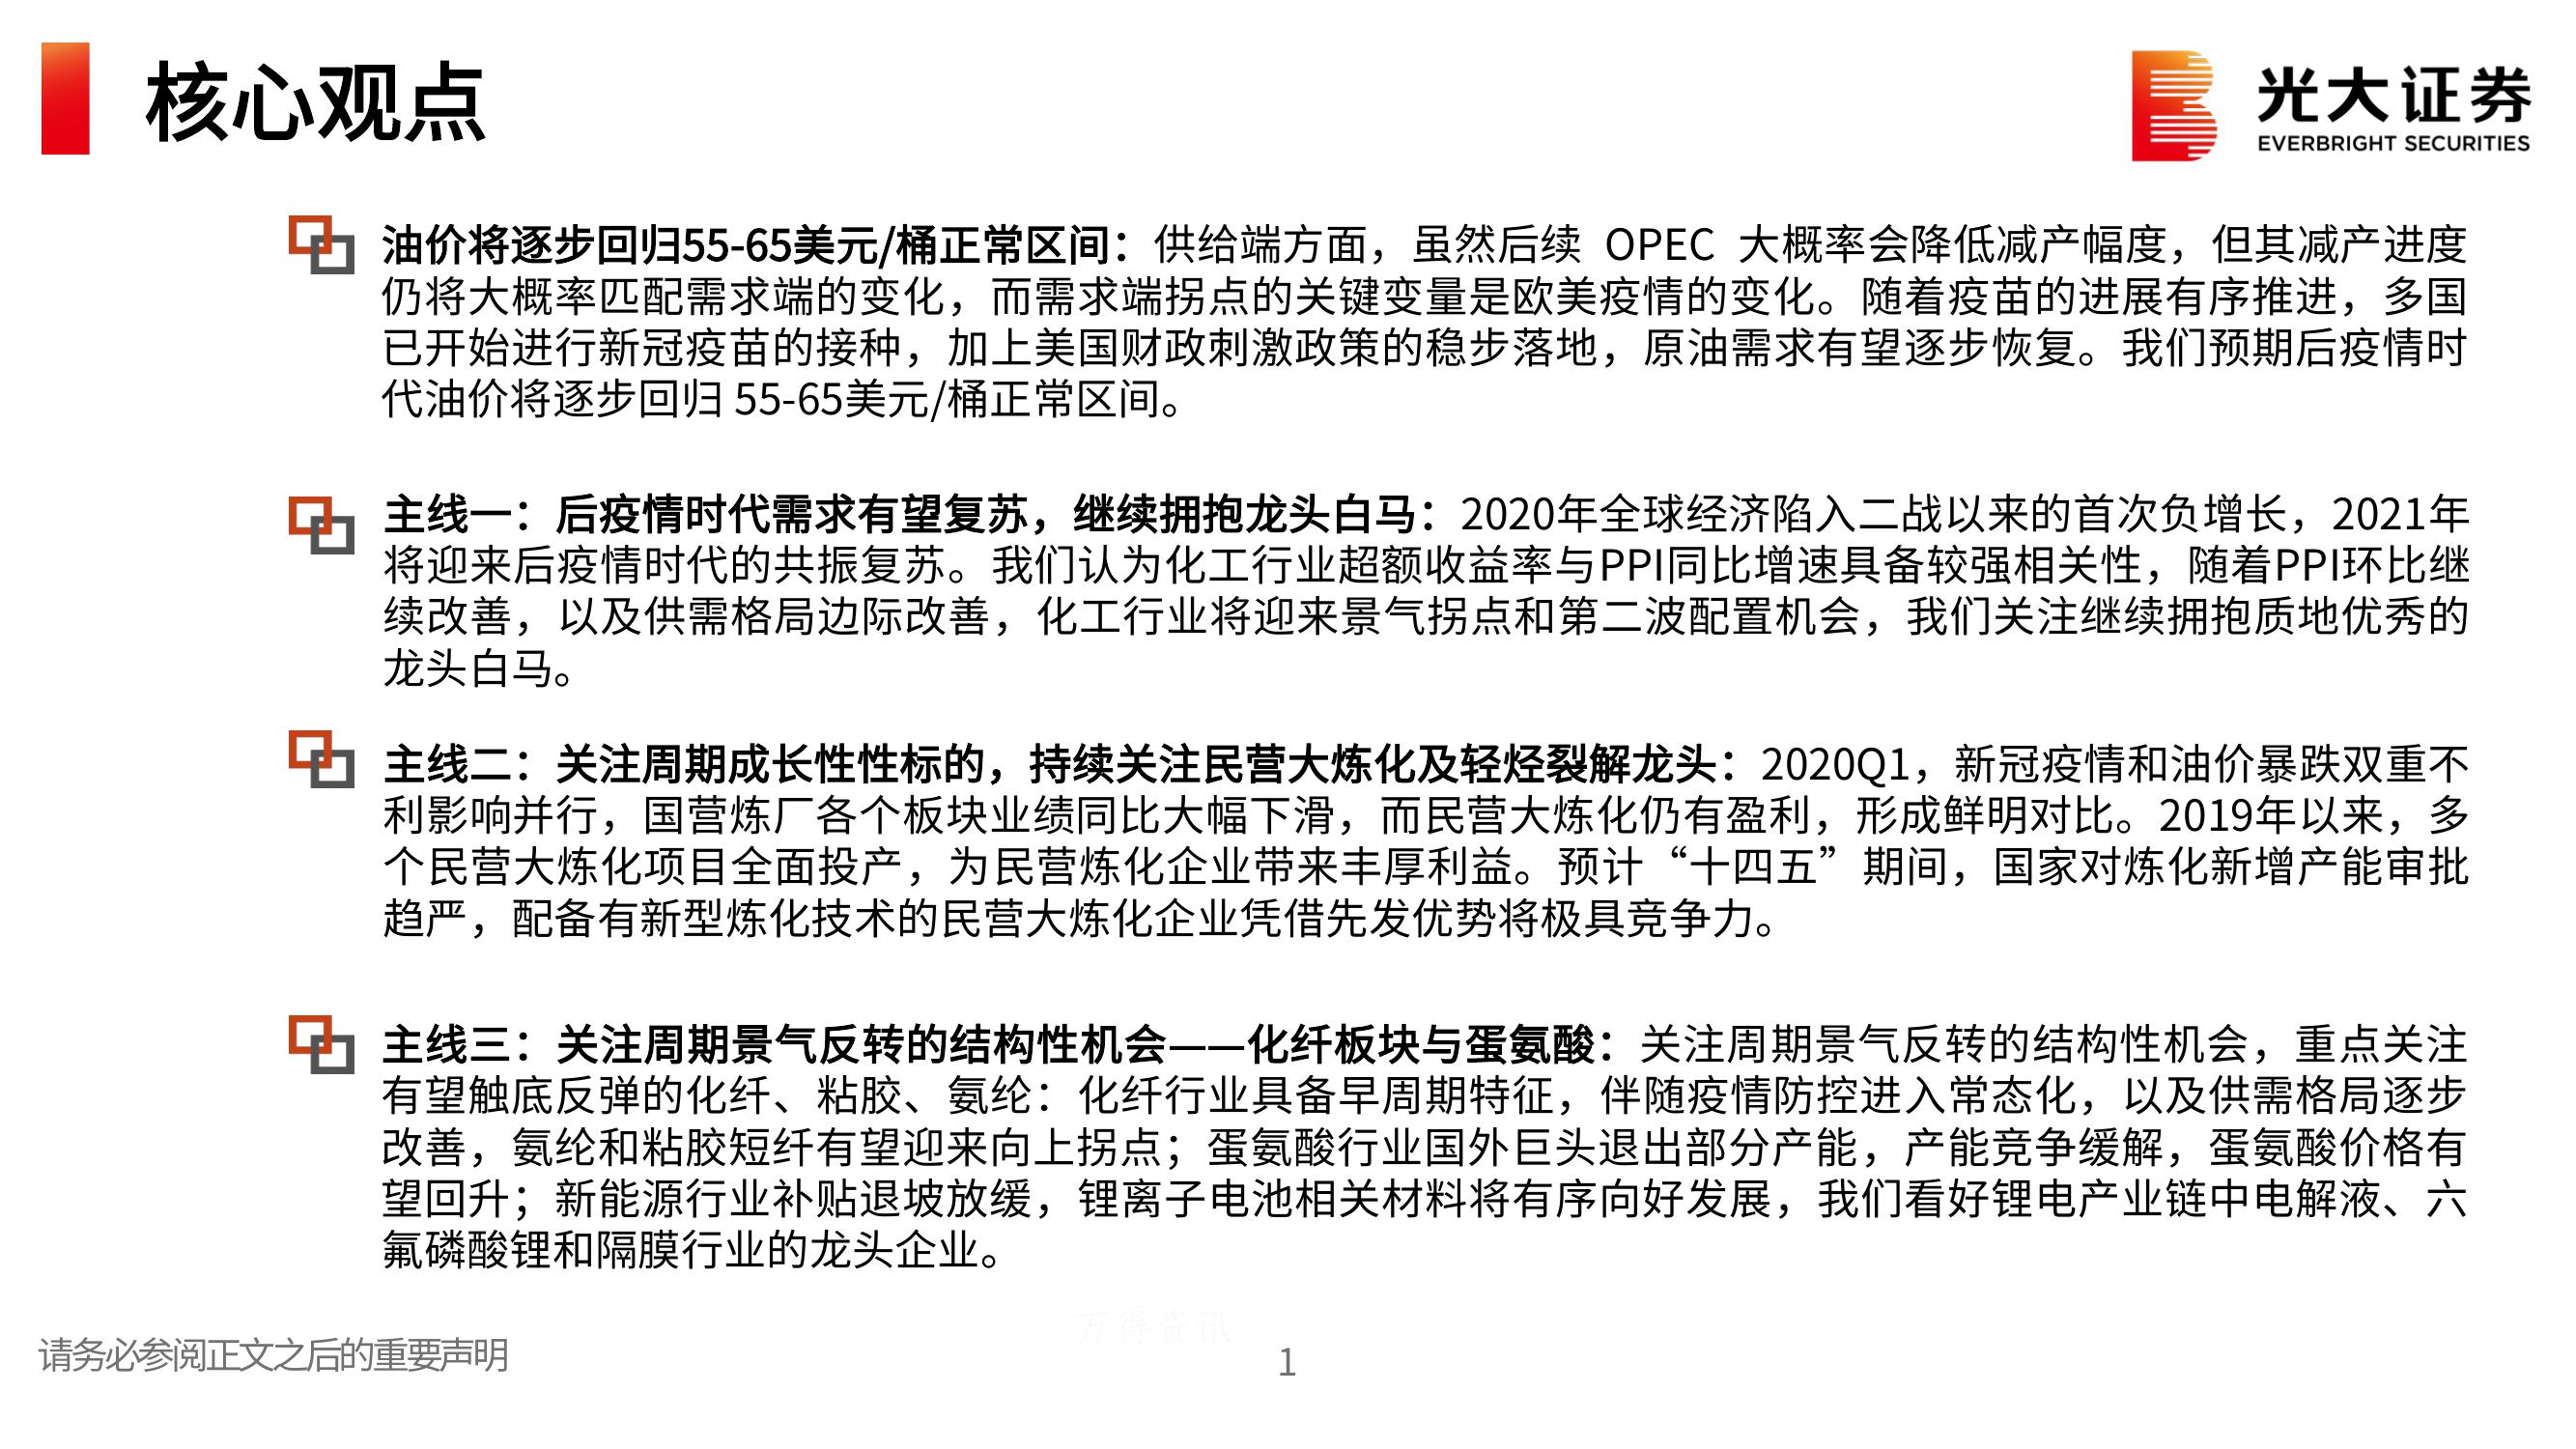 核心观点
光大证券
EVERBRIGHT SECURITIES
油价将逐步回归55-65美元/桶正常区间：供给端方面，虽然后续 OPEC 大概率会降低减产幅度，但其减产进度
仍将大概率匹配需求端的变化，而需求端拐点的关键变量是欧美疫情的变化。随着疫苗的进展有序推进，多国
已开始进行新冠疫苗的接种，加上美国财政刺激政策的稳步落地，原油需求有望逐步恢复。我们预期后疫情时
代油价将逐步回归 55-65美元/桶正常区间。
主线一：后疫情时代需求有望复苏，继续拥抱龙头白马：2020年全球经济陷入二战以来的首次负增长，2021年
将迎来后疫情时代的共振复苏。我们认为化工行业超额收益率与PPI同比增速具备较强相关性，随着PPI环比继
续改善，以及供需格局边际改善，化工行业将迎来景气拐点和第二波配置机会，我们关注继续拥抱质地优秀的
龙头白马。
主线二：关注周期成长性性标的，持续关注民营大炼化及轻烃裂解龙头：2020Q1，新冠疫情和油价暴跌双重不
利影响并行，国营炼厂各个板块业绩同比大幅下滑，而民营大炼化仍有盈利，形成鲜明对比。2019年以来，多
个民营大炼化项目全面投产，为民营炼化企业带来丰厚利益。预计“十四五”期间，国家对炼化新增产能审批
趋严，配备有新型炼化技术的民营大炼化企业凭借先发优势将极具竞争力。
主线三：关注周期景气反转的结构性机会——化纤板块与蛋氨酸：关注周期景气反转的结构性机会，重点关注
有望触底反弹的化纤、粘胶、氨纶：化纤行业具备早周期特征，伴随疫情防控进入常态化，以及供需格局逐步
改善，氨纶和粘胶短纤有望迎来向上拐点；蛋氨酸行业国外巨头退出部分产能，产能竞争缓解，蛋氨酸价格有
望回升；新能源行业补贴退坡放缓，锂离子电池相关材料将有序向好发展，我们看好锂电产业链中电解液、六
氟磷酸锂和隔膜行业的龙头企业。
万得资讯
请务必参阅正文之后的重要声明
1